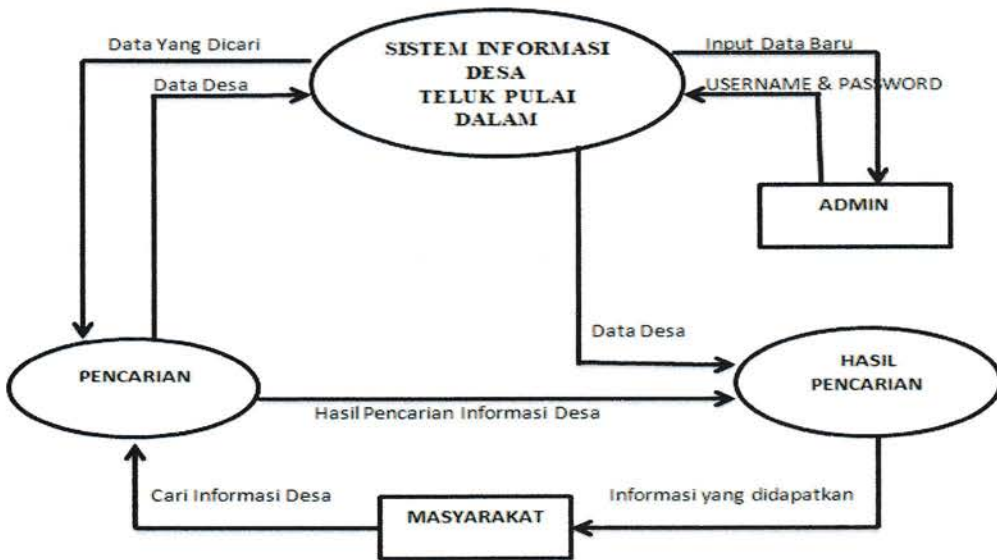 Data Yang Dicari
Data Desa
SISTEM INFORMASI
DESA
TELUK PULAI
DALAM
Input Data Baru
USERNAME & PASSWORD
ADMIN
Data Desa
PENCARIAN
HASIL
PENCARIAN
Hasil Pencarian Informasi Desa
Cari Informasi Desa
MASYARAKAT
Informasi yang didapatkan